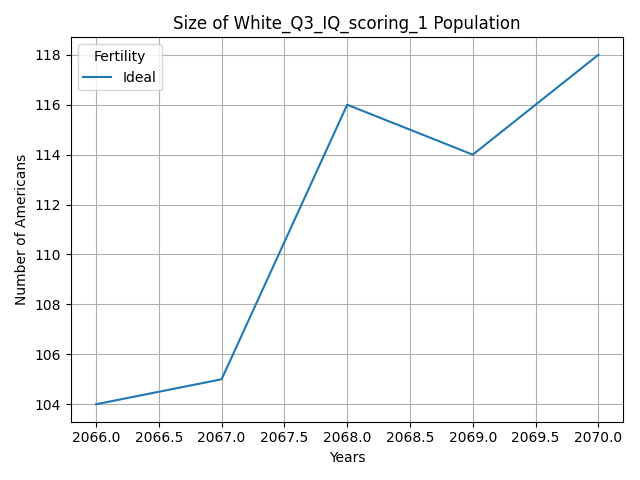 Size of White_Q3_IQ_scoring_1 Population
Fertility
Ideal
Number of Americans
118
116
114
112
110
108
106
104
2066.0 2066.5 2067.0 2067.5 2068.0 2068.5 2069.0 2069.5 2070.0
Years